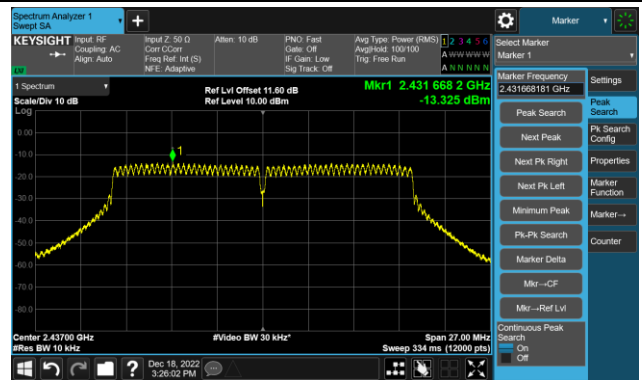 Spectrum Analyzer 1
Swept SA
+
Marker
KEYSIGHT
Input: RF
Coupling: AC
Align: Auto
Input Z: 50 Ω
Corr CCorr
Freq Ref: Int (S)
NFE: Adaptive
Atten: 10 dB
PNO: Fast
Gate: Off
IF Gain: Low
Sig Track: Off
Avg Type: Power (RMS)
Avg|Hold: 100/100
Trig: Free Run
1 2 3 4 5 6
A W W W W W
A N N N N N
Select Marker
Marker 1
1 Spectrum
Scale/Div 10 dB
Log
Ref Lvl Offset 11.60 dB
Ref Level 10.00 dBm
Mkr1 2.431 668 2 GHz
-13.325 dBm
1
0.00
-10.0
-20.0
-30.0
-40.0
-50.0
-60.0
-70.0
-80.0
Center 2.43700 GHz
#Res BW 10 kHz
#Video BW 30 kHz*
Span 27.00 MHz
Sweep 334 ms (12000 pts)
Marker Frequency
2.431668181 GHz
Peak Search
Next Peak
Next Pk Right
Next Pk Left
Minimum Peak
Pk-Pk Search
Marker Delta
Mkr→CF
Mkr→Ref Lvl
Continuous Peak
Search
On
Off
Settings
Peak
Search
Pk Search
Config
Properties
Marker
Function
Marker→
Counter
?
Dec 18, 2022
3:26:02 PM